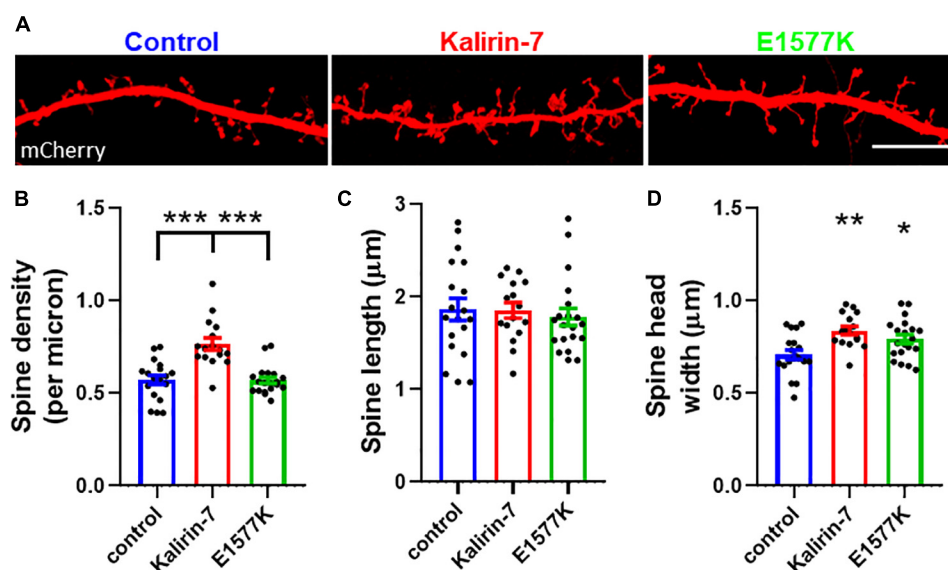 A
Control Kalirin-7 E1577K
mCherry
B
Spine density
(per micron)
1.5
1.0
0.5
0.0
*** ***
control Kalirin-7 E1577K
C
Spine length (μm)
3
2
1
0
control Kalirin-7 E1577K
D
Spine head
width (μm)
1.5
1.0
0.5
0.0
** *
control Kalirin-7 E1577K